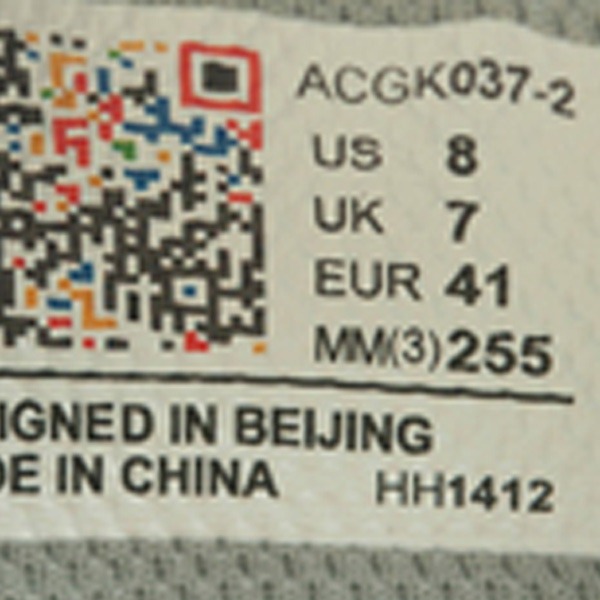 ACGK037-2
US 8
UK 7
EUR 41
MM(3) 255
IGNED IN BEIJING
DE IN CHINA HH1412